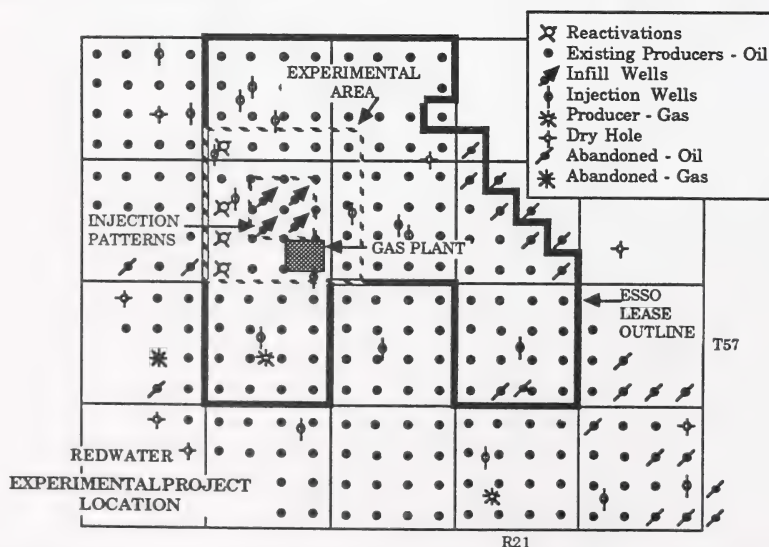 Reactivations
Existing Producers - Oil
Infill Wells
Injection Wells
Producer - Gas
Dry Hole
Abandoned - Oil
Abandoned - Gas
EXPERIMENTAL
AREA
INJECTION
PATTERNS
GAS PLANT
ESSO
LEASE
OUTLINE
T57
REDWATER
EXPERIMENTAL PROJECT
LOCATION
R21